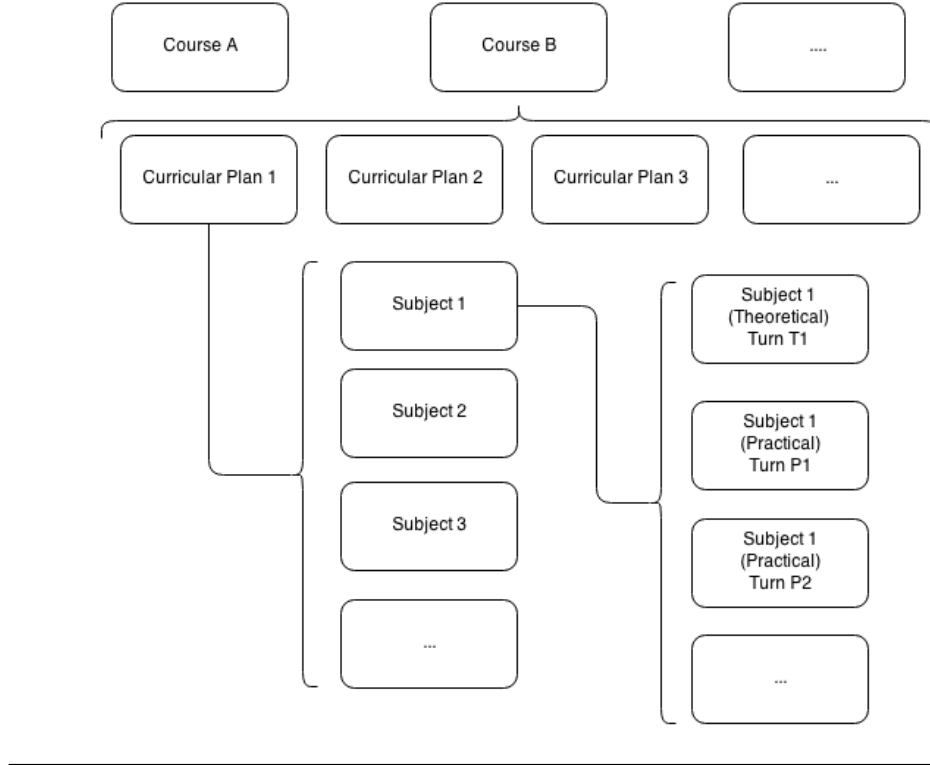 Course A
Course B
....
Curricular Plan 1
Curricular Plan 2
Curricular Plan 3
...
Subject 1
Subject 2
Subject 3
...
Subject 1
(Theoretical)
Turn T1
Subject 1
(Practical)
Turn P1
Subject 1
(Practical)
Turn P2
...